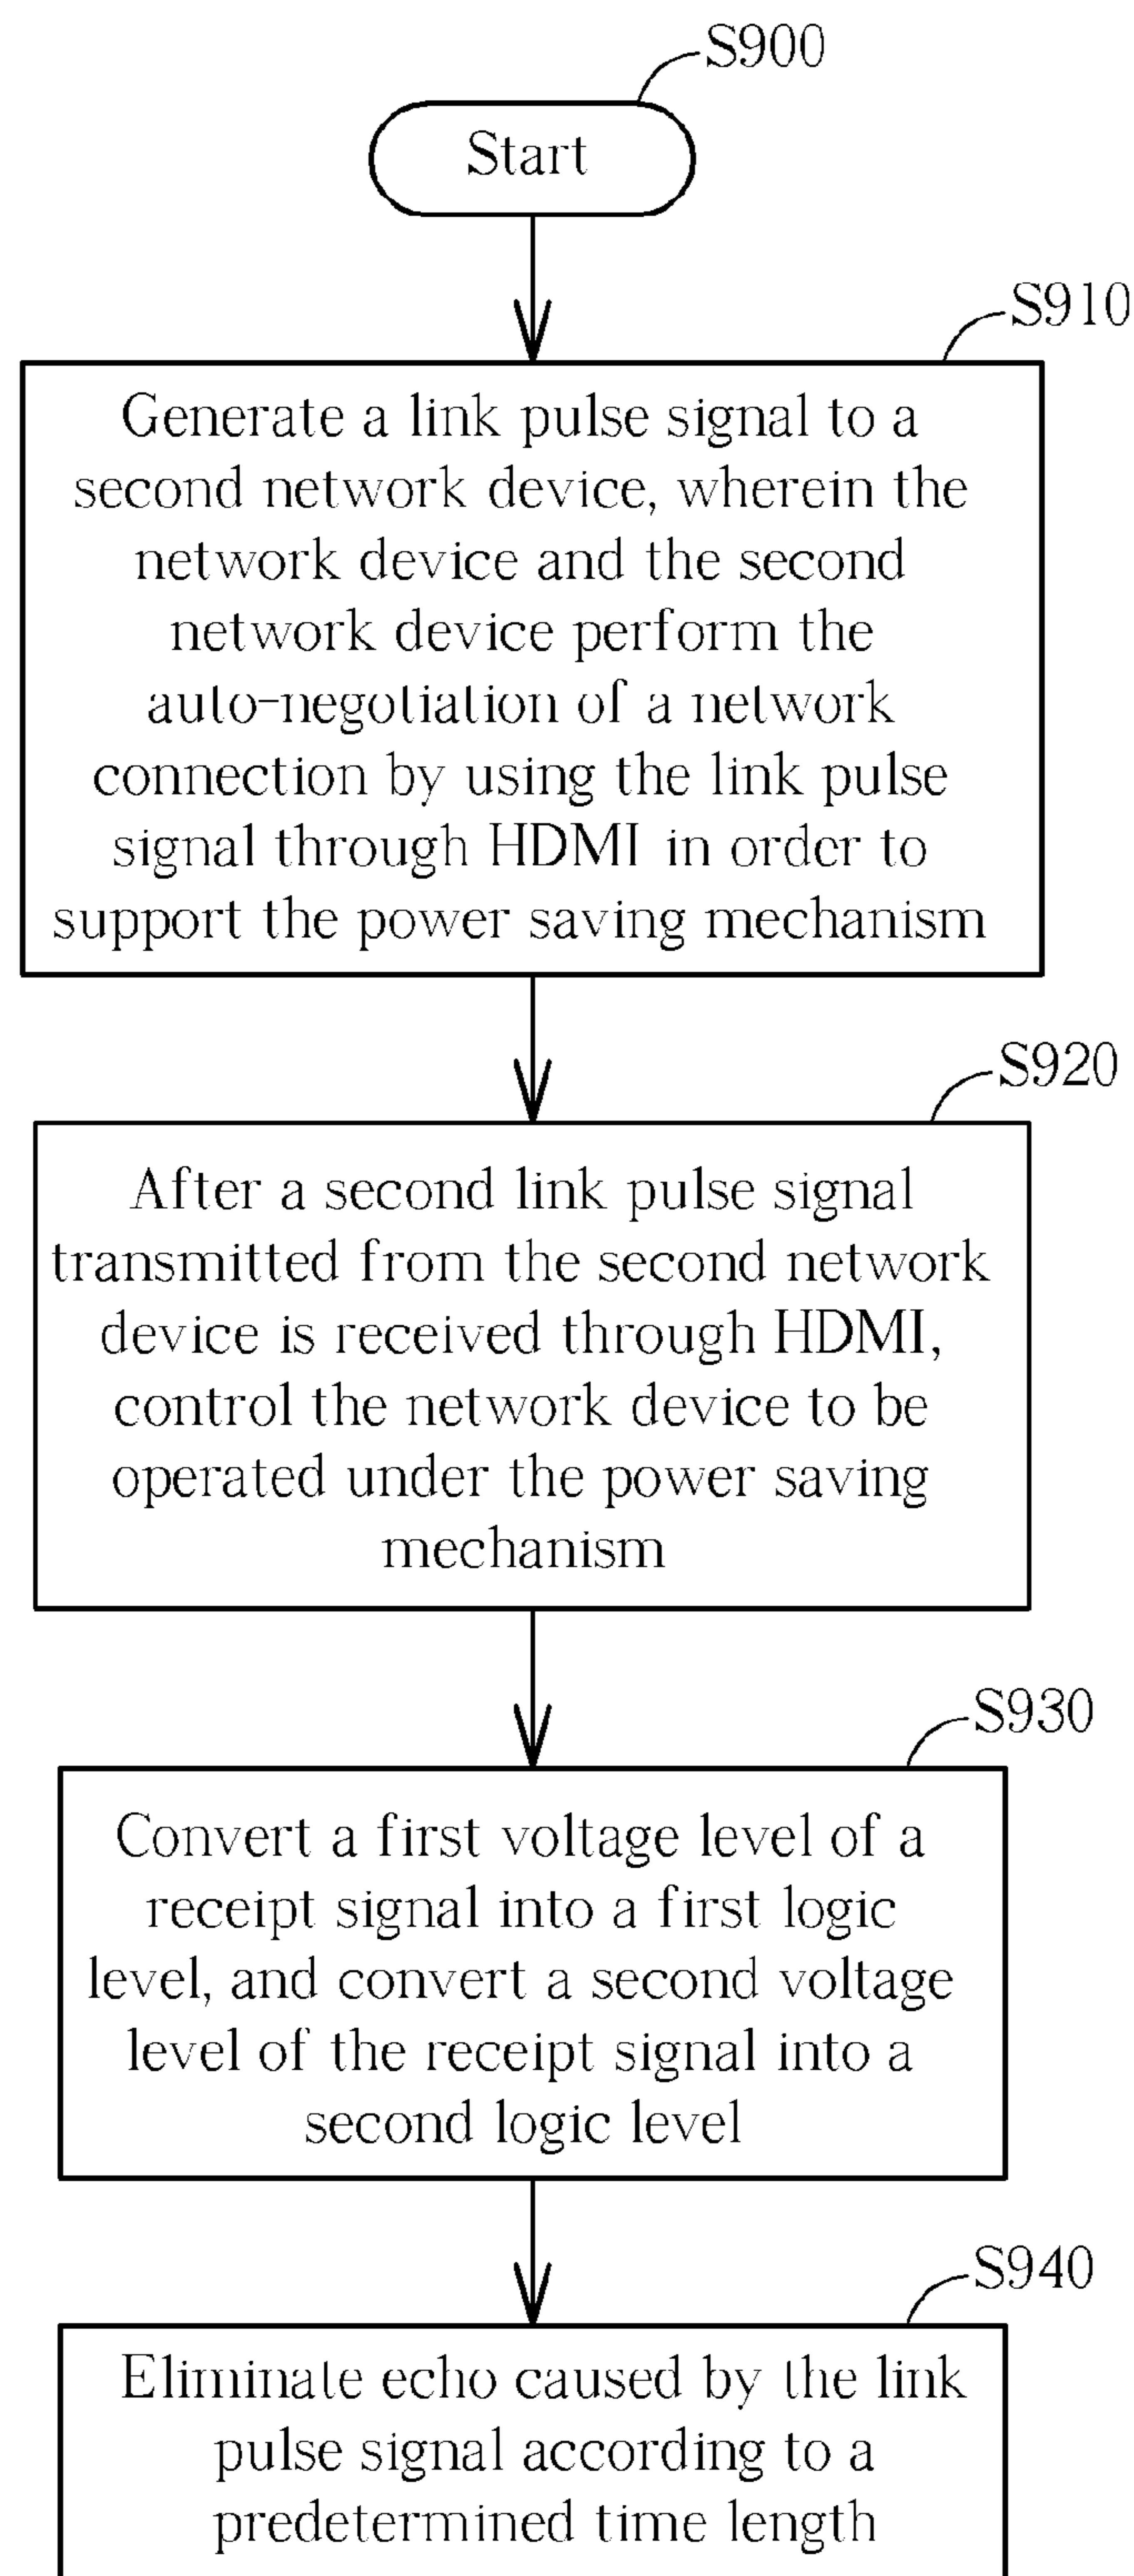 S900
Start
S910
Generate a link pulse signal to a
second network device, wherein the
network device and the second
network device perform the
auto-negotiation of a network
connection by using the link pulse
signal through HDMI in order to
support the power saving mechanism
S920
After a second link pulse signal
transmitted from the second network
device is received through HDMI,
control the network device to be
operated under the power saving
mechanism
S930
Convert a first voltage level of a
receipt signal into a first logic
level, and convert a second voltage
level of the receipt signal into a
second logic level
S940
Eliminate echo caused by the link
pulse signal according to a
predetermined time length